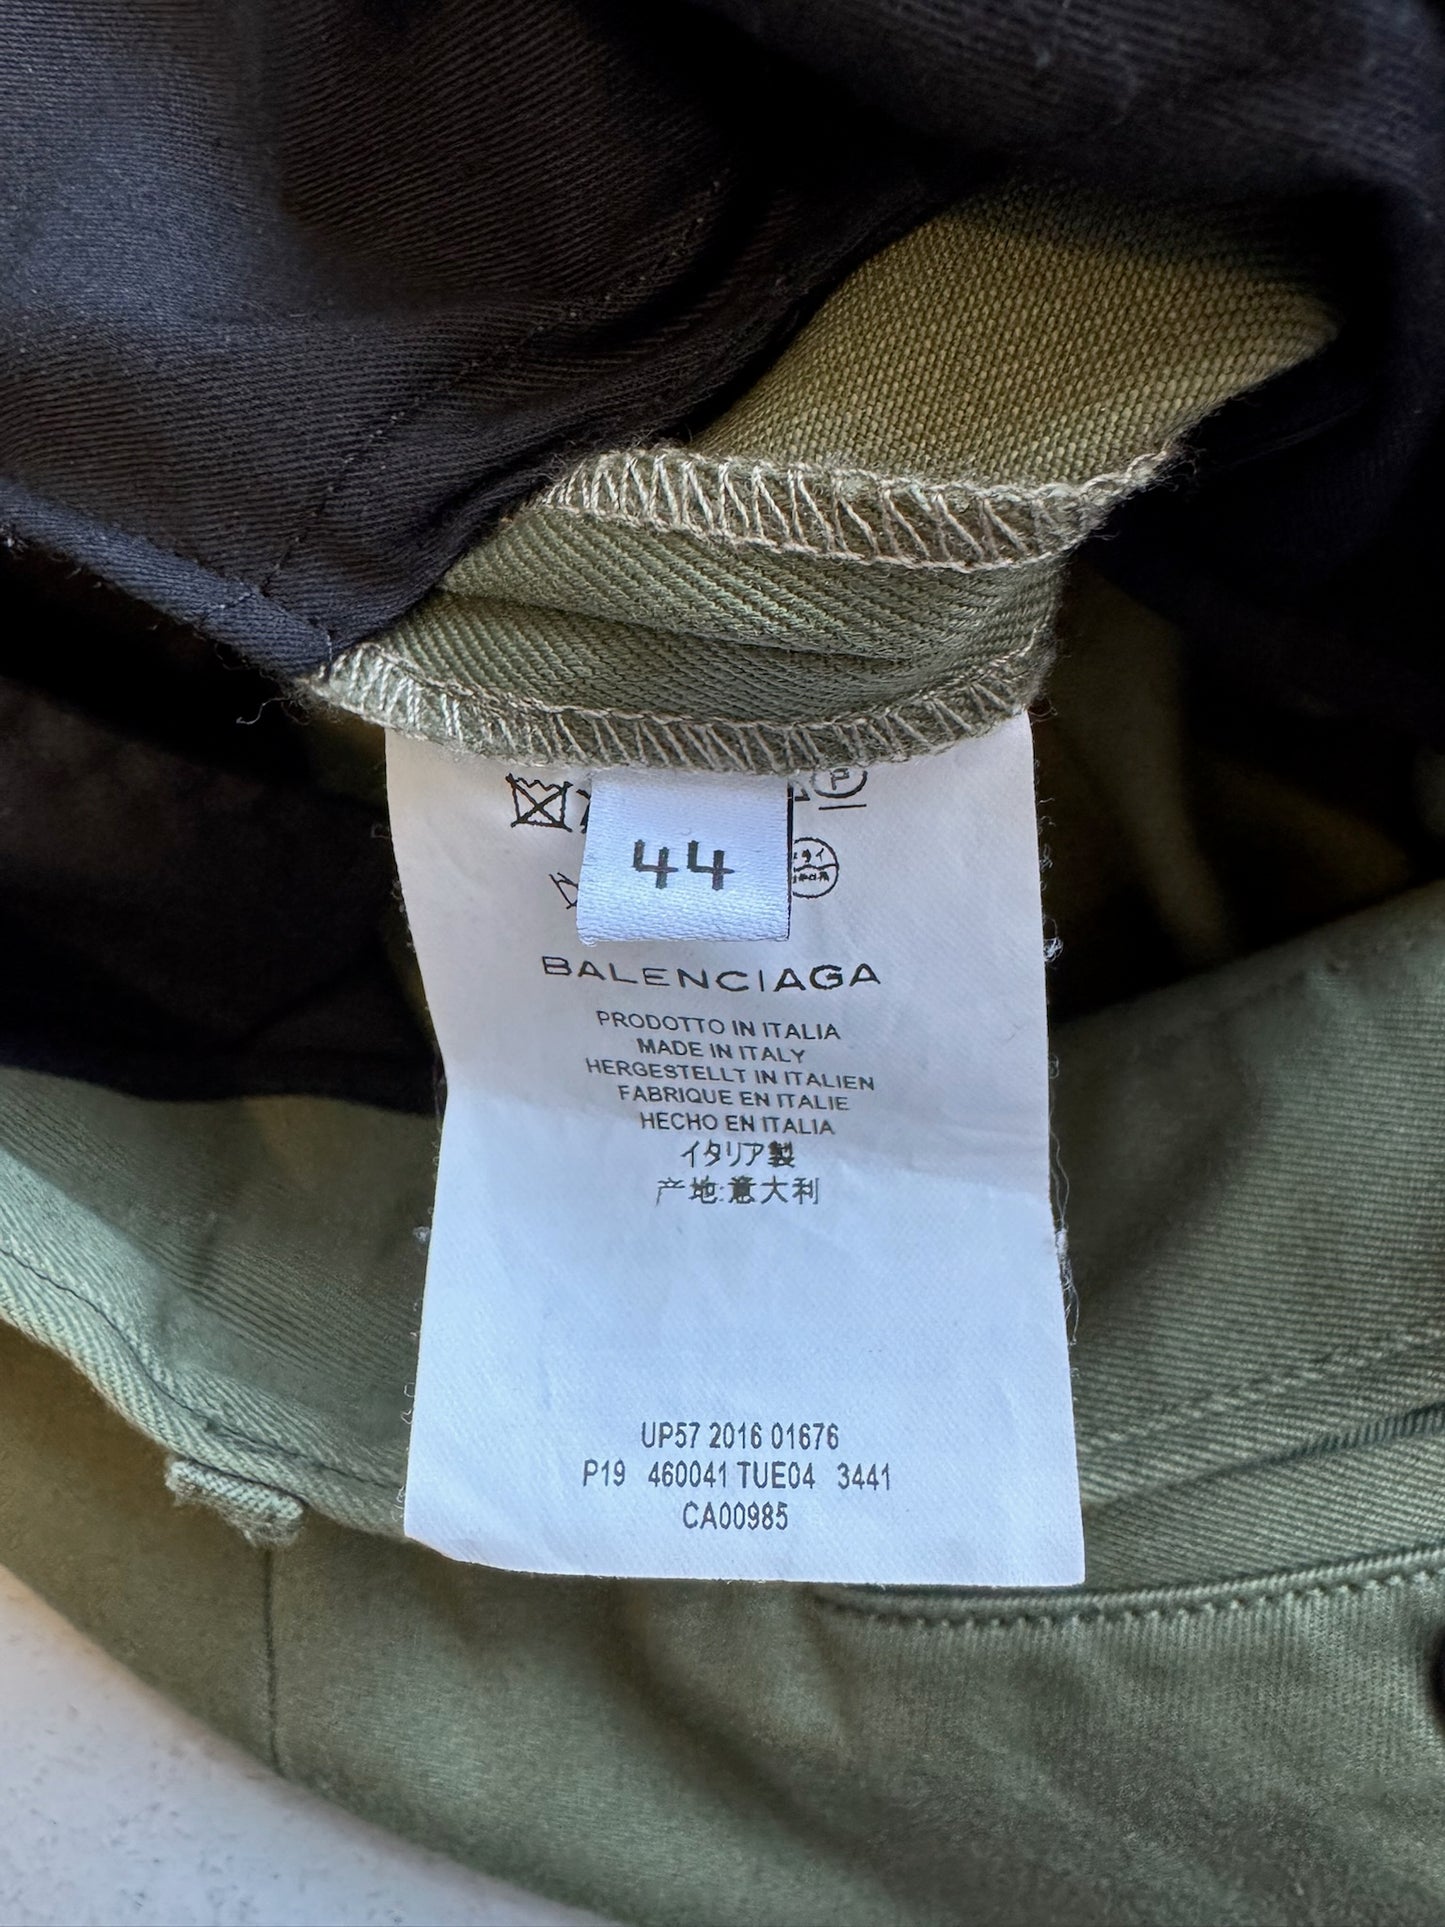 P
44
BALENCIAGA
PRODOTTO IN ITALIA
MADE IN ITALY
HERGESTELLT IN ITALIEN
FABRIQUE EN ITALIE
HECHO EN ITALIA
イタリア製
产地:意大利
UP57 2016 01676
P19 460041 TUE04 3441
CA00985